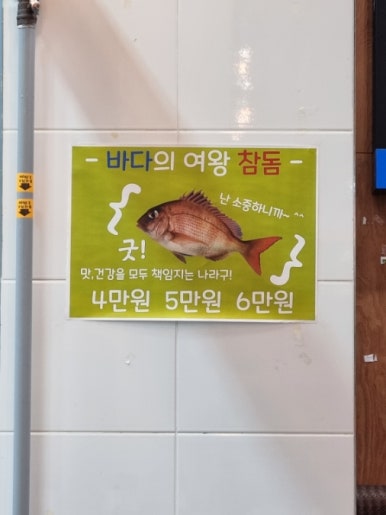 - 바다의 여왕 참돔 -
난 소중하니까~ ^^
굿!
맛,건강을 모두 책임지는 나라구!
4만원 5만원 6만원